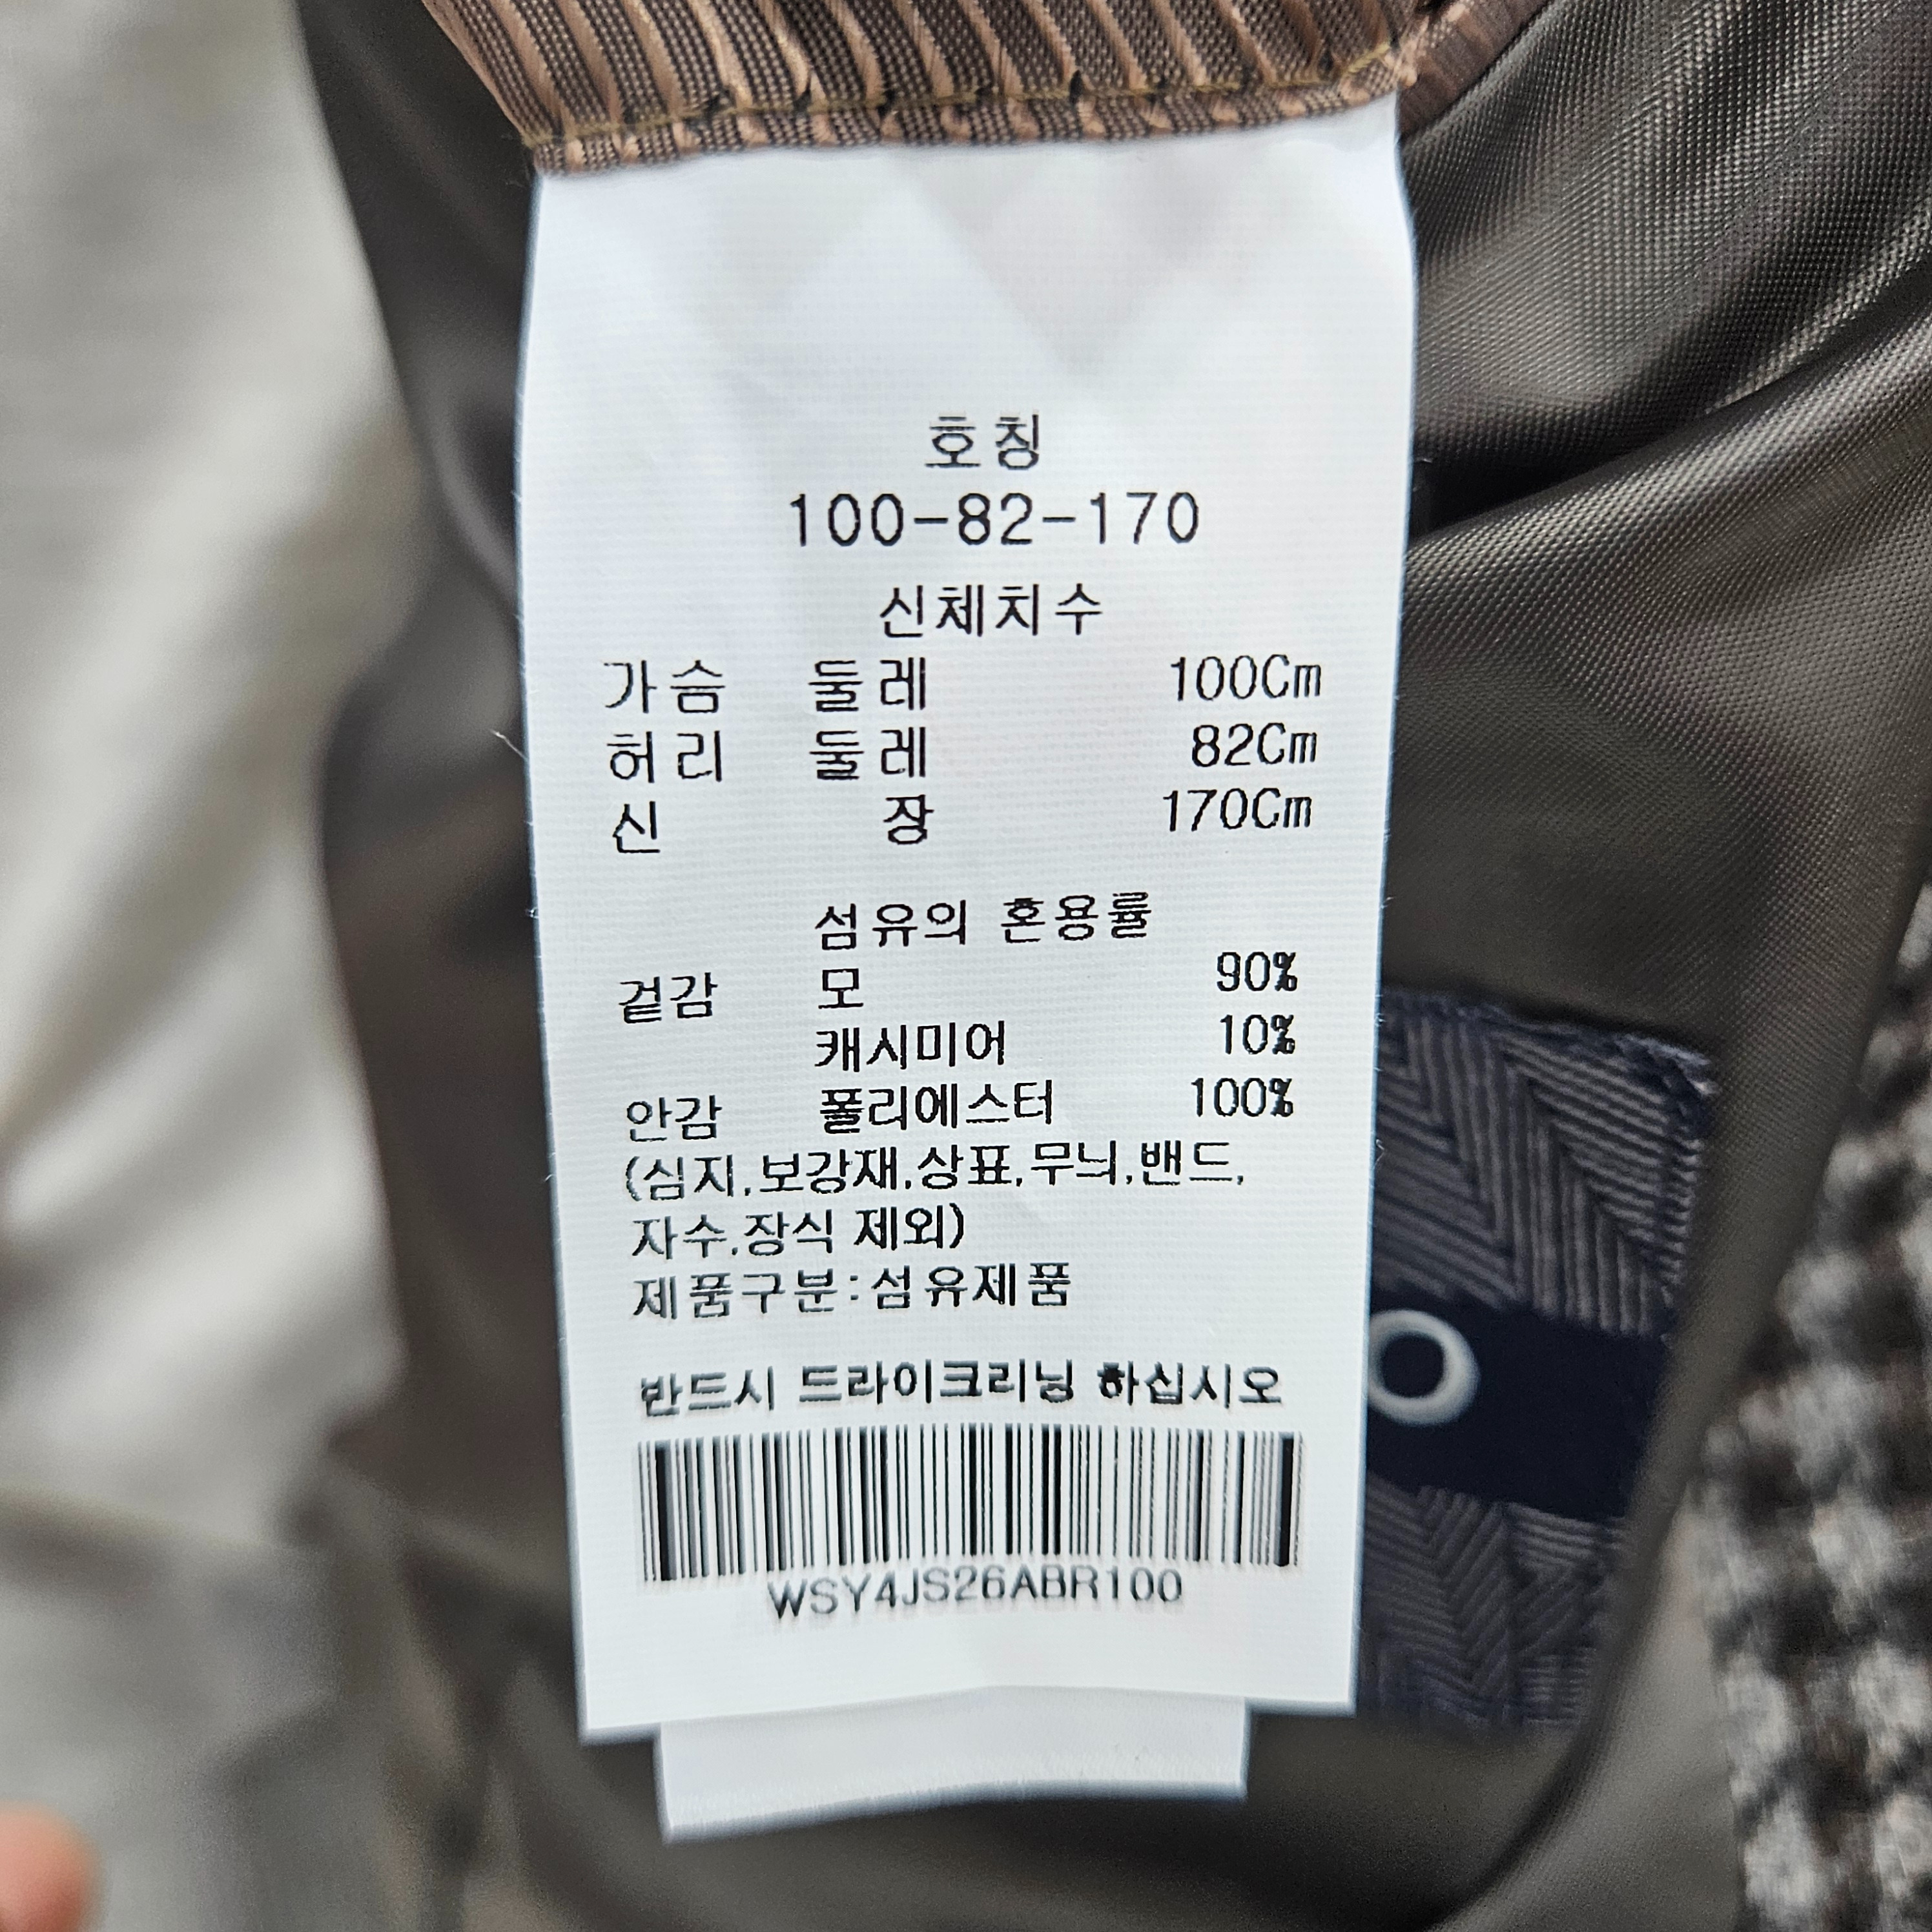 호칭
100-82-170
신체치수
가슴 둘레 100Cm
허리 둘레 82Cm
신 장 170Cm
섬유의 혼용률
겉감 모 90%
캐시미어 10%
안감 폴리에스터 100%
(심지,보강재,상표,무늬,밴드,
자수,장식 제외)
제품구분:섬유제품
반드시 드라이크리닝 하십시오
WSY4JS26ABR100
O